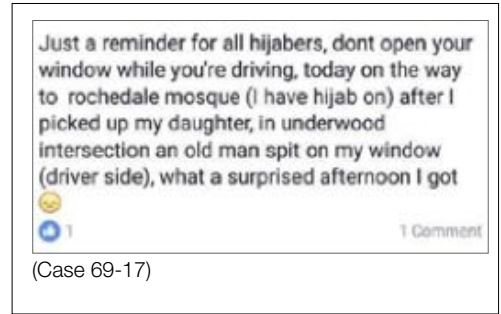 Just a reminder for all hijabers, dont open your
window while you're driving, today on the way
to rochedale mosque (I have hijab on) after I
picked up my daughter, in underwood
intersection an old man spit on my window
(driver side), what a surprised afternoon I got
1
1 Comment
(Case 69-17)